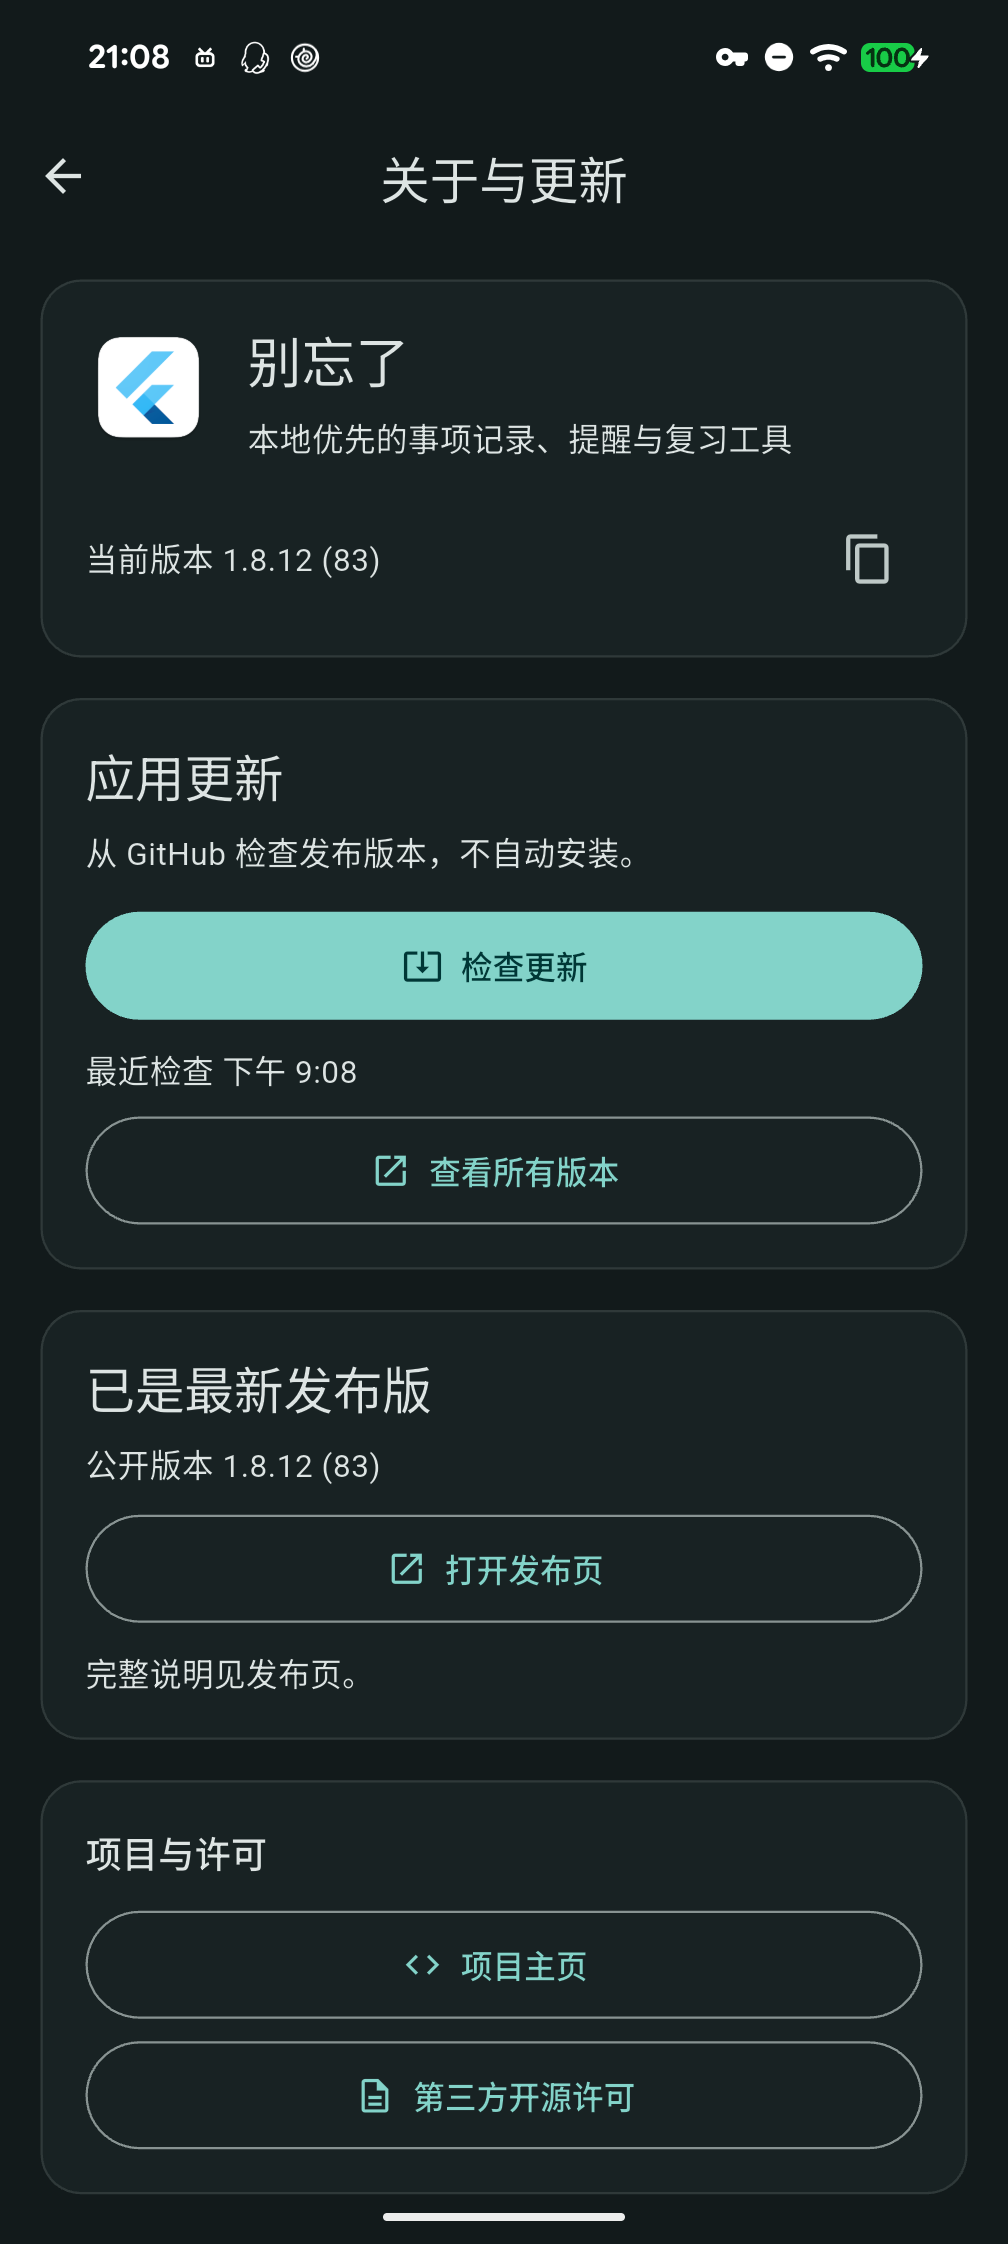 21:08
100
关于与更新
别忘了
本地优先的事项记录、提醒与复习工具
当前版本 1.8.12 (83)
应用更新
从 GitHub 检查发布版本，不自动安装。
检查更新
最近检查 下午 9:08
查看所有版本
已是最新发布版
公开版本 1.8.12 (83)
打开发布页
完整说明见发布页。
项目与许可
项目主页
第三方开源许可